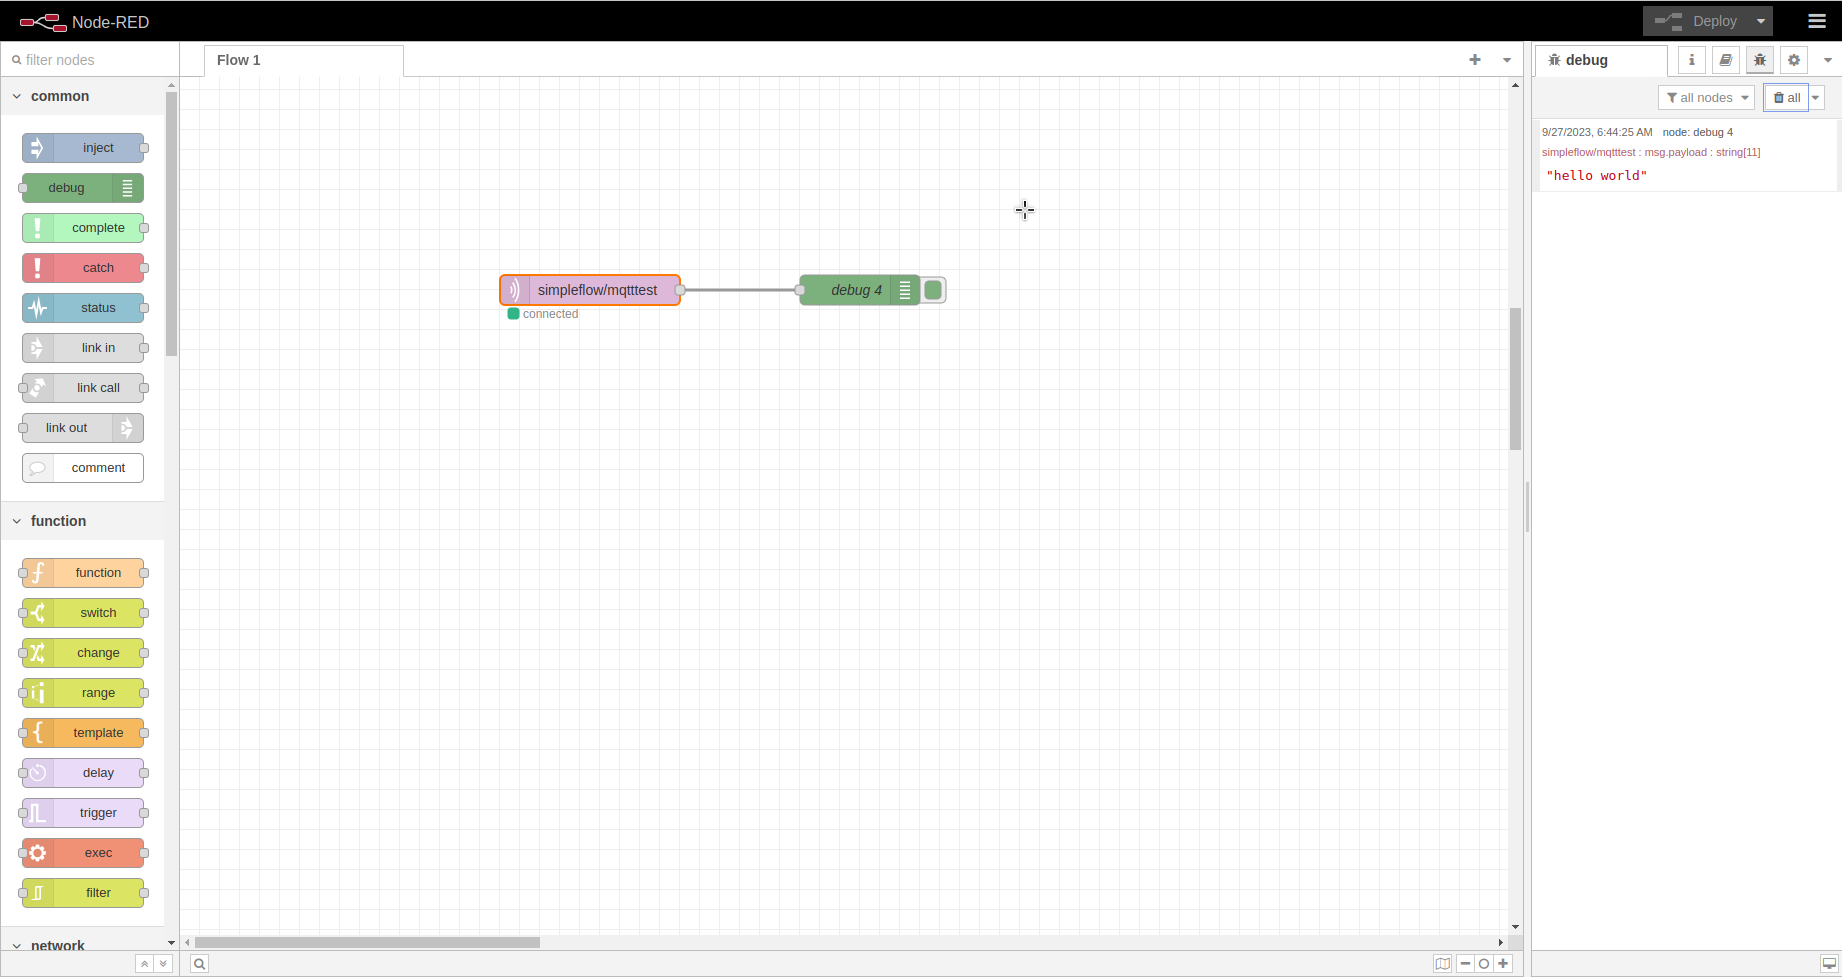 Node-RED
Deploy
filter nodes
Flow 1
debug
i
all nodes
all
common
inject
debug
complete
catch
status
link in
link call
link out
comment
function
function
switch
change
range
template
delay
trigger
exec
filter
network
simpleflow/mqtttest
connected
debug 4
9/27/2023, 6:44:25 AM node: debug 4
simpleflow/mqtttest : msg.payload : string[11]
"hello world"